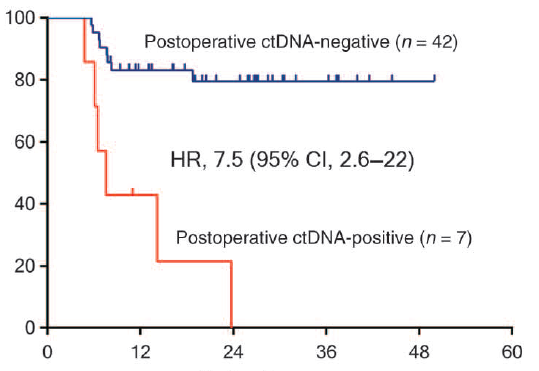 100
Postoperative ctDNA-negative (n = 42)
80
60
HR, 7.5 (95% CI, 2.6–22)
40
Postoperative ctDNA-positive (n = 7)
20
0
0 12 24 36 48 60